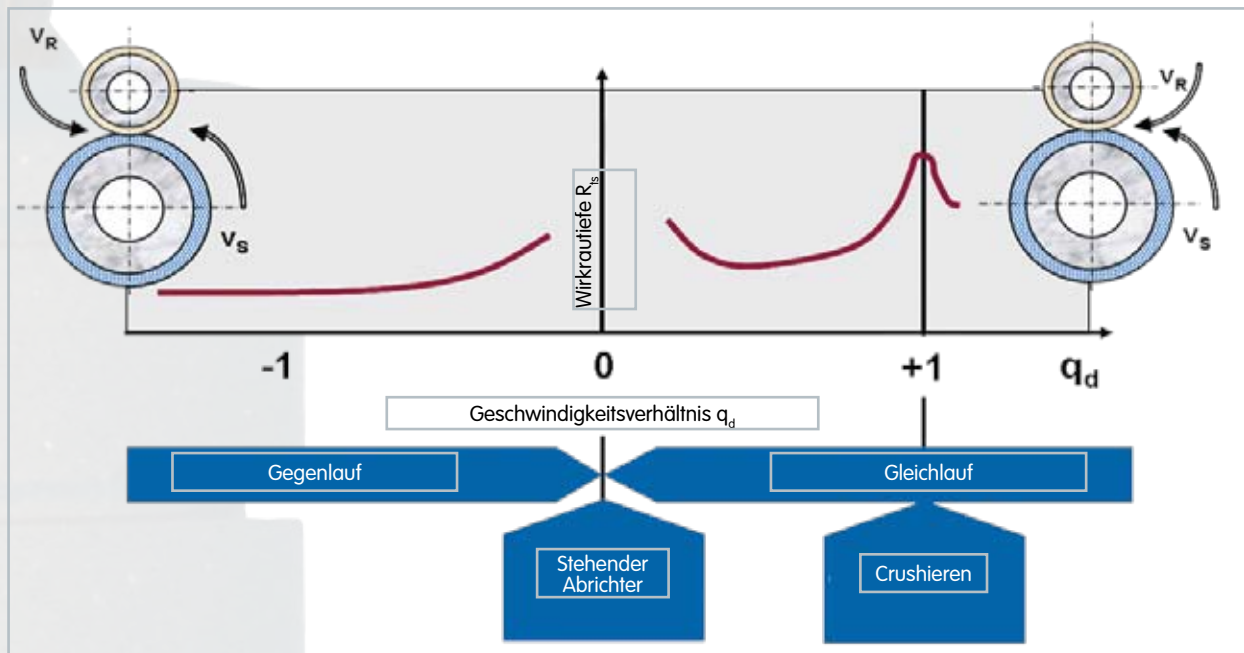 V_R
V_S
Wirkrautiefe R_ts
V_R
V_S
-1
0
+1
q_d
Geschwindigkeitsverhältnis q_d
Gegenlauf
Gleichlauf
Stehender
Abrichter
Crushieren